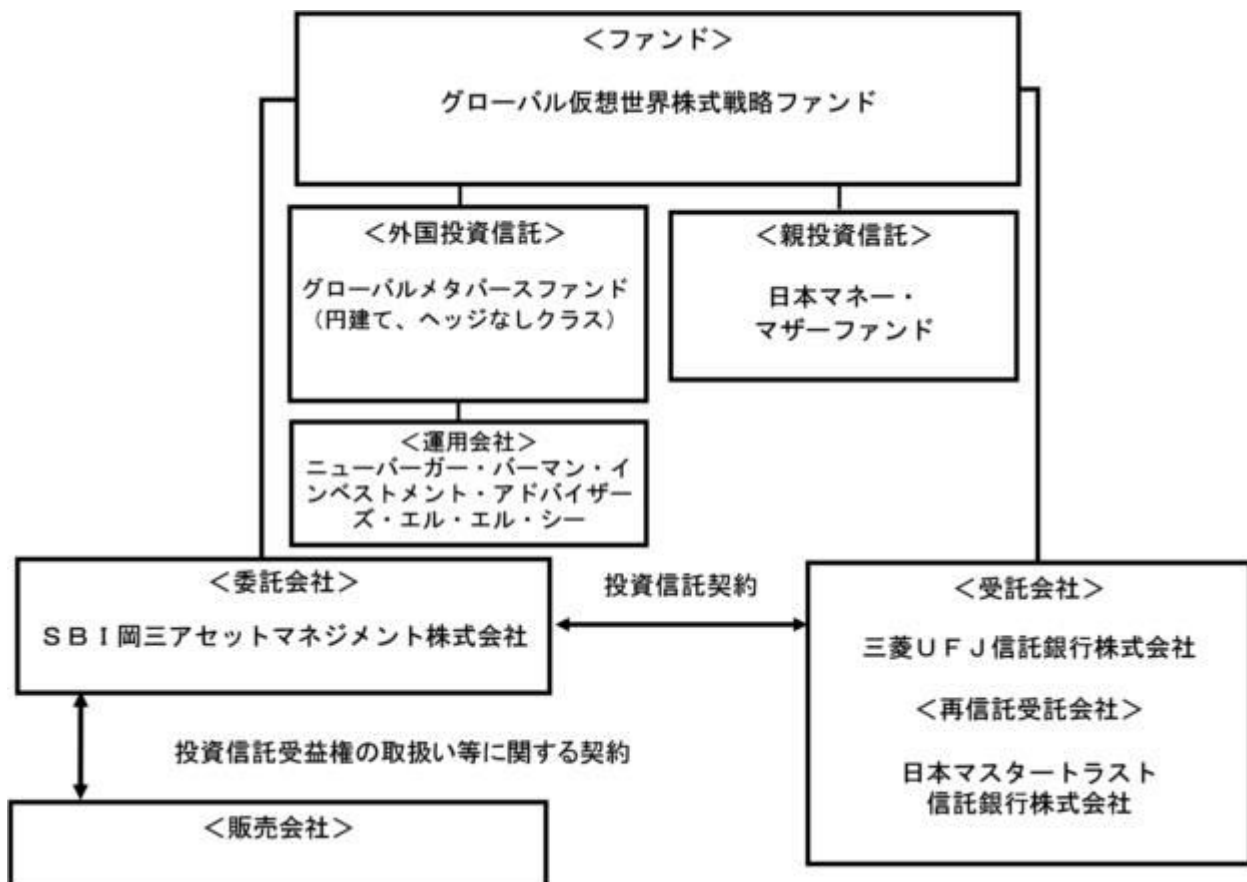 ＜ファンド＞
グローバル仮想世界株式戦略ファンド
＜外国投資信託＞
グローバルメタバースファンド
（円建て、ヘッジなしクラス）
＜親投資信託＞
日本マネー・
マザーファンド
＜運用会社＞
ニューバーガー・バーマン・イ
ンベストメント・アドバイザー
ズ・エル・エル・シー
＜委託会社＞
ＳＢＩ岡三アセットマネジメント株式会社
投資信託契約
＜受託会社＞
三菱ＵＦＪ信託銀行株式会社
＜再信託受託会社＞
日本マスタートラスト
信託銀行株式会社
投資信託受益権の取扱い等に関する契約
＜販売会社＞